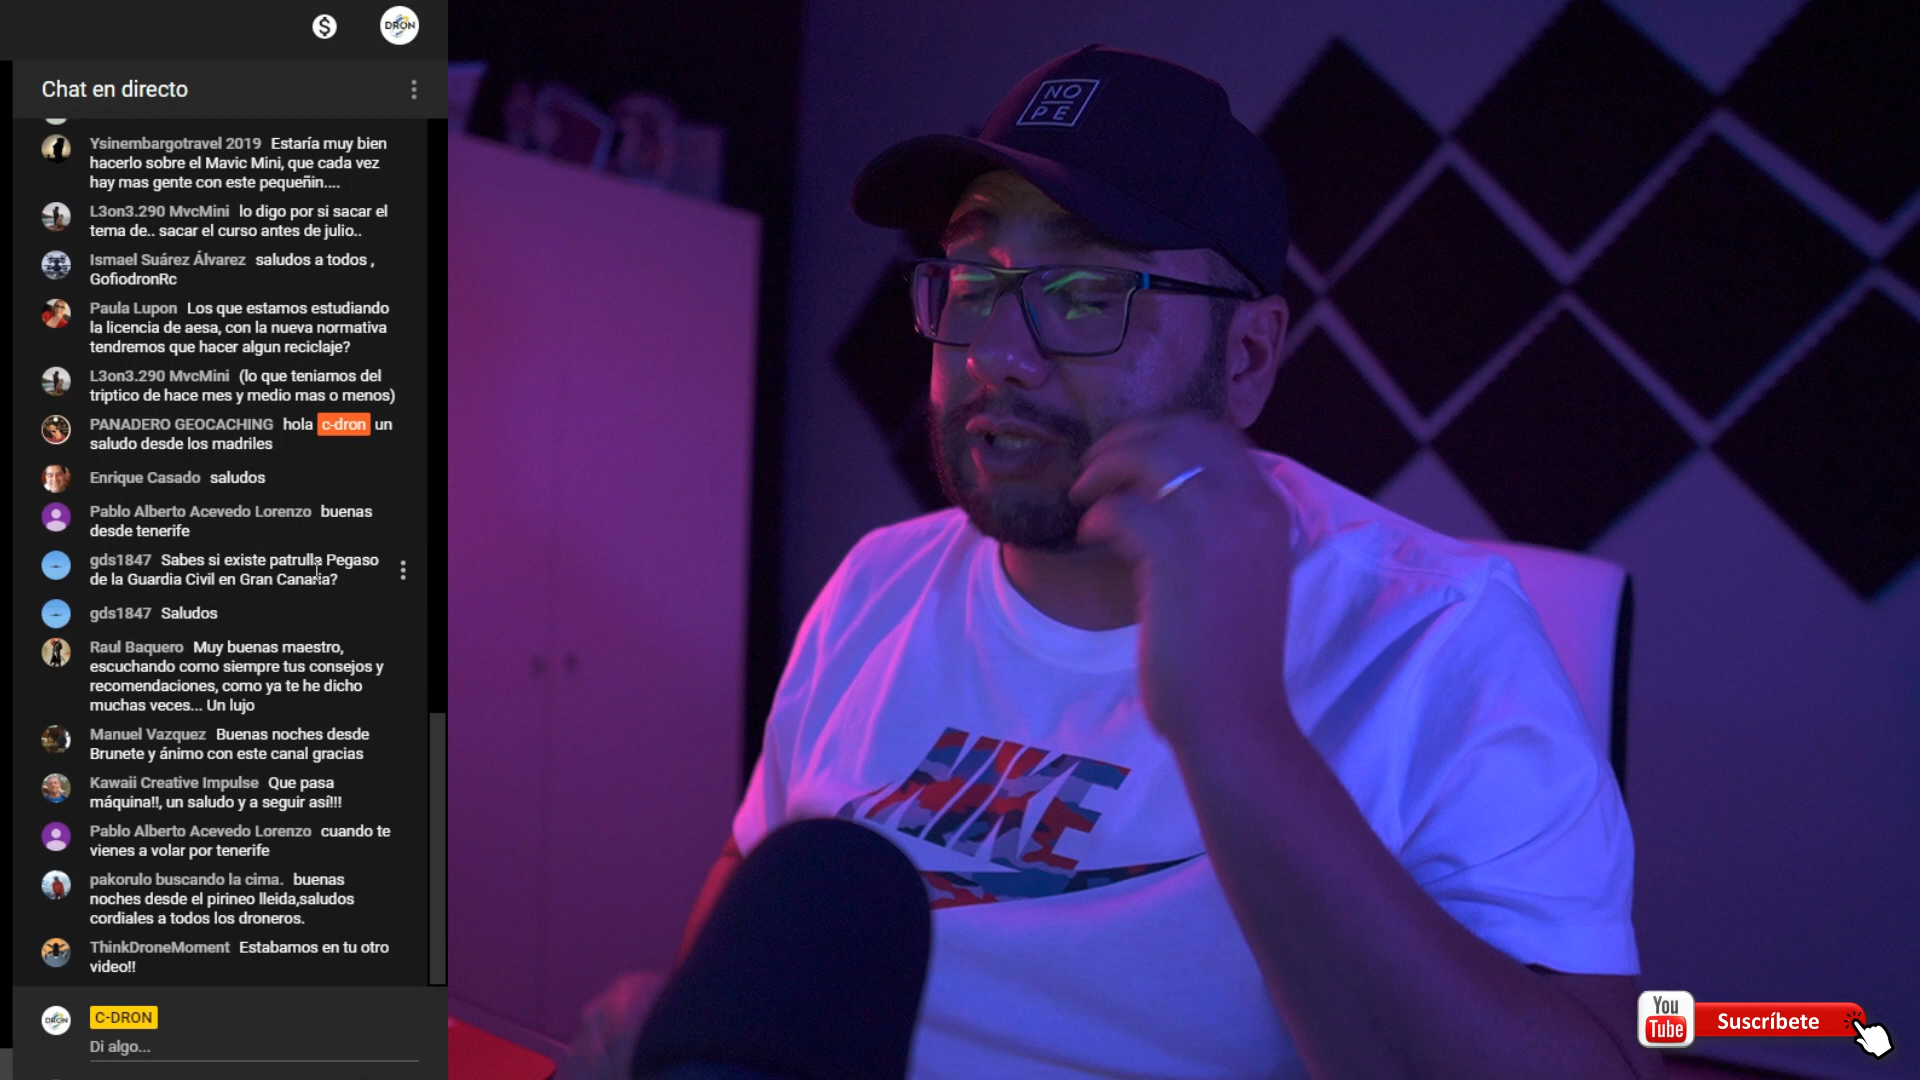 $
DRON
Chat en directo
Ysinembargotravel 2019 Estaría muy bien
hacerlo sobre el Mavic Mini, que cada vez
hay mas gente con este pequeñin....
L3on3.290 MvcMini lo digo por si sacar el
tema de.. sacar el curso antes de julio..
Ismael Suárez Álvarez saludos a todos ,
GofiodronRc
Paula Lupon Los que estamos estudiando
la licencia de aesa, con la nueva normativa
tendremos que hacer algun reciclaje?
L3on3.290 MvcMini (lo que teniamos del
triptico de hace mes y medio mas o menos)
PANADERO GEOCACHING hola c-dron un
saludo desde los madriles
Enrique Casado saludos
Pablo Alberto Acevedo Lorenzo buenas
desde tenerife
gds1847 Sabes si existe patrulla Pegaso
de la Guardia Civil en Gran Canaria?
gds1847 Saludos
Raul Baquero Muy buenas maestro,
escuchando como siempre tus consejos y
recomendaciones, como ya te he dicho
muchas veces... Un lujo
Manuel Vazquez Buenas noches desde
Brunete y ánimo con este canal gracias
Kawaii Creative Impulse Que pasa
máquina!!, un saludo y a seguir así!!!
Pablo Alberto Acevedo Lorenzo cuando te
vienes a volar por tenerife
pakorulo buscando la cima. buenas
noches desde el pirineo lleida,saludos
cordiales a todos los droneros.
ThinkDroneMoment Estabamos en tu otro
video!!
DRON
C-DRON
Di algo...
NO
PE
NIKE
You
Tube
Suscríbete